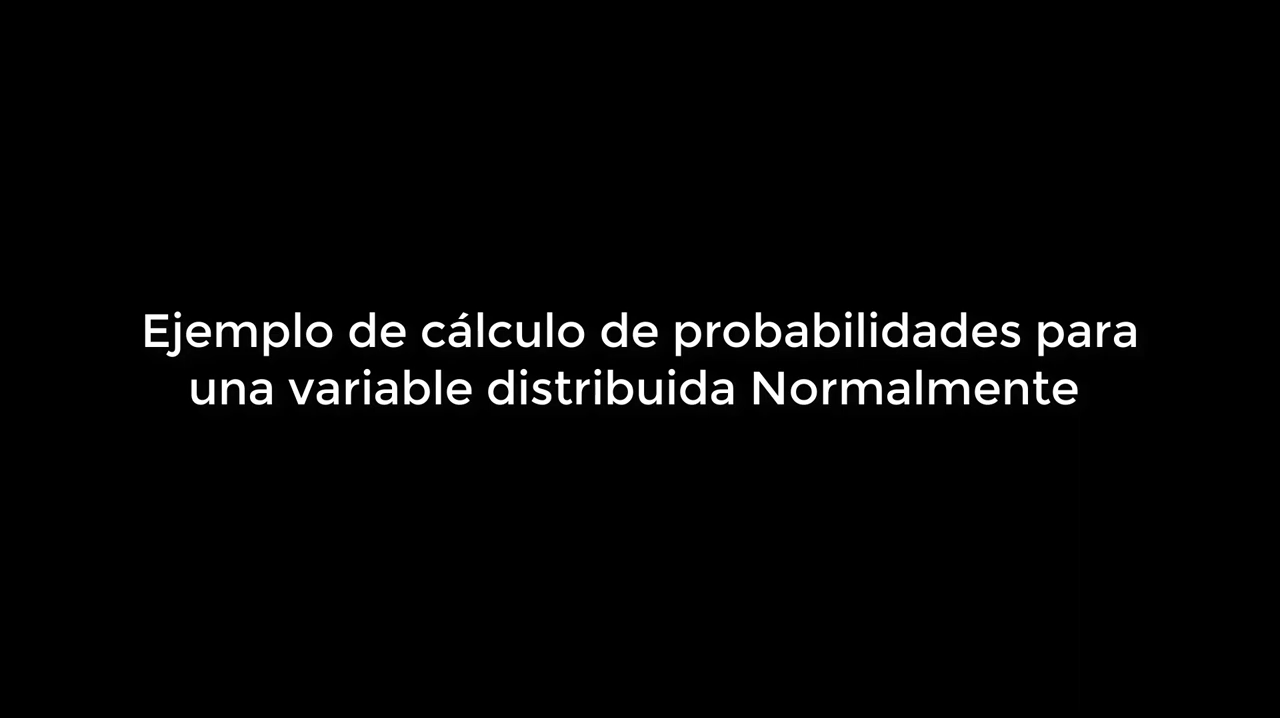 Ejemplo de cálculo de probabilidades para
una variable distribuida Normalmente